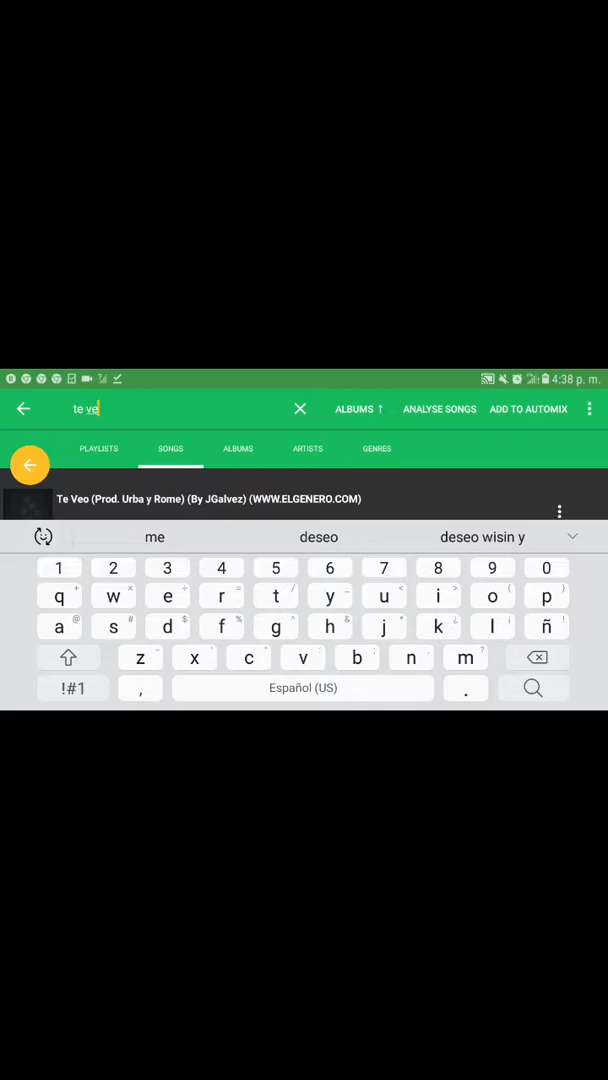 4:38 p. m.
te ve
ALBUMS ↑ ANALYSE SONGS ADD TO AUTOMIX
PLAYLISTS SONGS ALBUMS ARTISTS GENRES
Te Veo (Prod. Urba y Rome) (By JGalvez) (WWW.ELGENERO.COM)
me deseo deseo wisin y
1 2 3 4 5 6 7 8 9 0
q w e r t y u i o p
a s d f g h j k l ñ
z x c v b n m
!#1 , Español (US) .